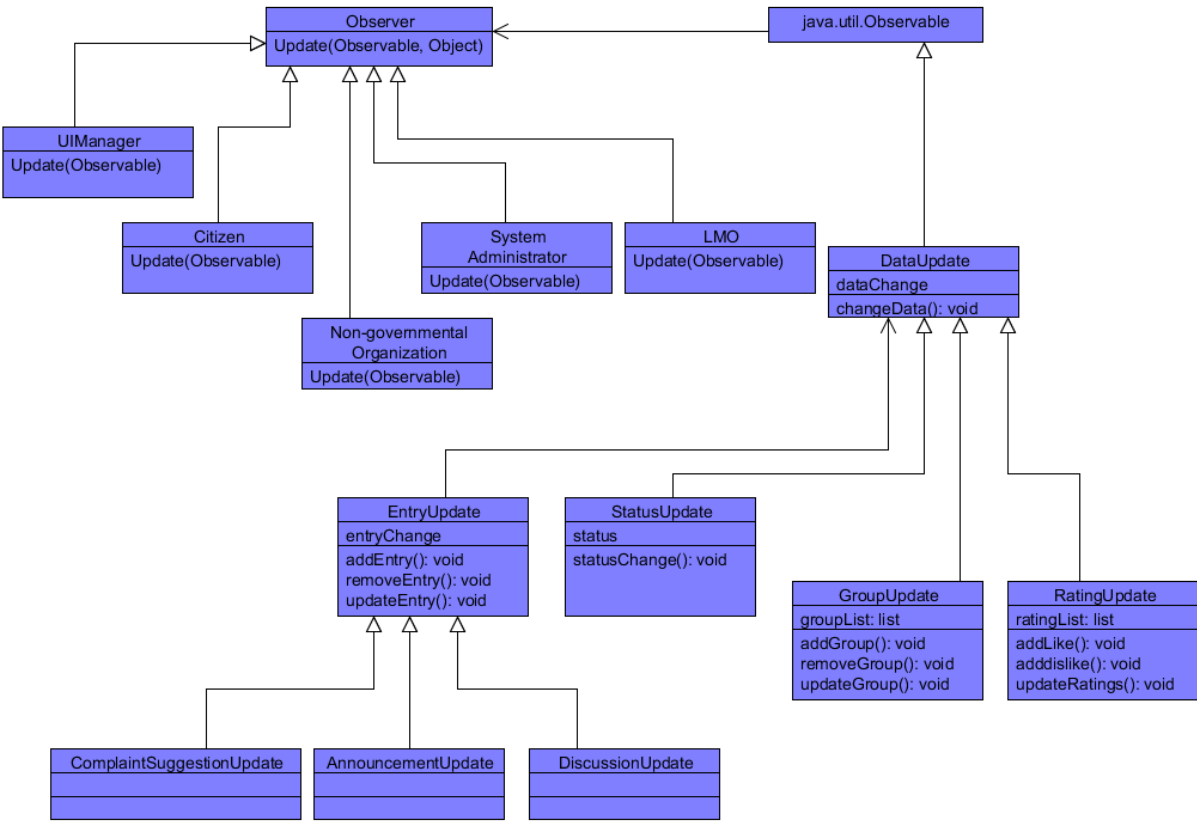 Observer
Update(Observable, Object)
java.util.Observable
UIManager
Update(Observable)
Citizen
Update(Observable)
System
Administrator
Update(Observable)
LMO
Update(Observable)
DataUpdate
dataChange
changeData(): void
Non-governmental
Organization
Update(Observable)
EntryUpdate
entryChange
addEntry(): void
removeEntry(): void
updateEntry(): void
StatusUpdate
status
statusChange(): void
GroupUpdate
groupList: list
addGroup(): void
removeGroup(): void
updateGroup(): void
RatingUpdate
ratingList: list
addLike(): void
adddislike(): void
updateRatings(): void
ComplaintSuggestionUpdate
AnnouncementUpdate
DiscussionUpdate